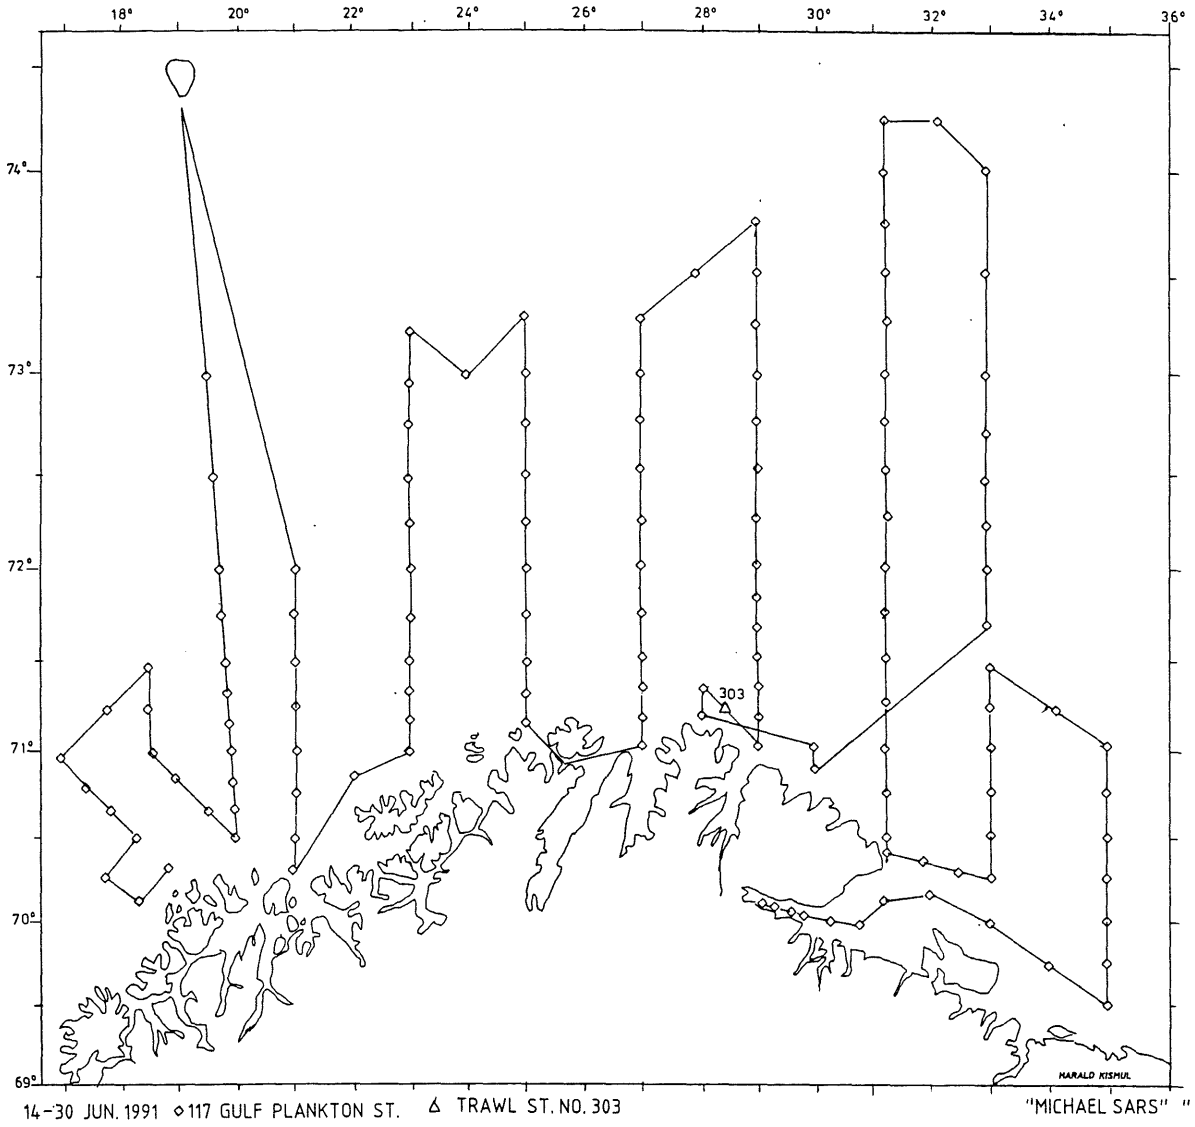 18° 20° 22° 24° 26° 28° 30° 32° 34° 36°
74°
73°
72°
303
71°
70°
69°
HARALD KISMUL
14-30 JUN. 1991 ◇ 117 GULF PLANKTON ST. △ TRAWL ST. NO. 303 "MICHAEL SARS" "